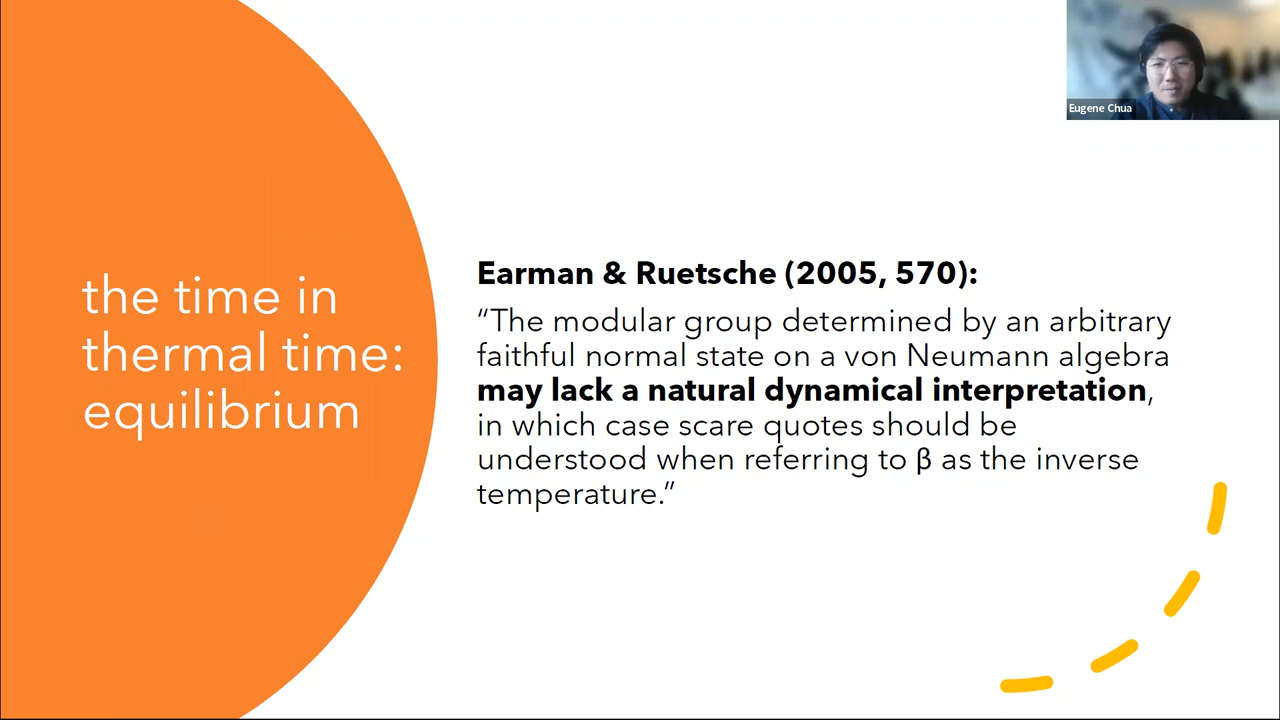 the time in
thermal time:
equilibrium
Earman & Ruetsche (2005, 570):
“The modular group determined by an arbitrary
faithful normal state on a von Neumann algebra
may lack a natural dynamical interpretation,
in which case scare quotes should be
understood when referring to β as the inverse
temperature.”
Eugene Chua